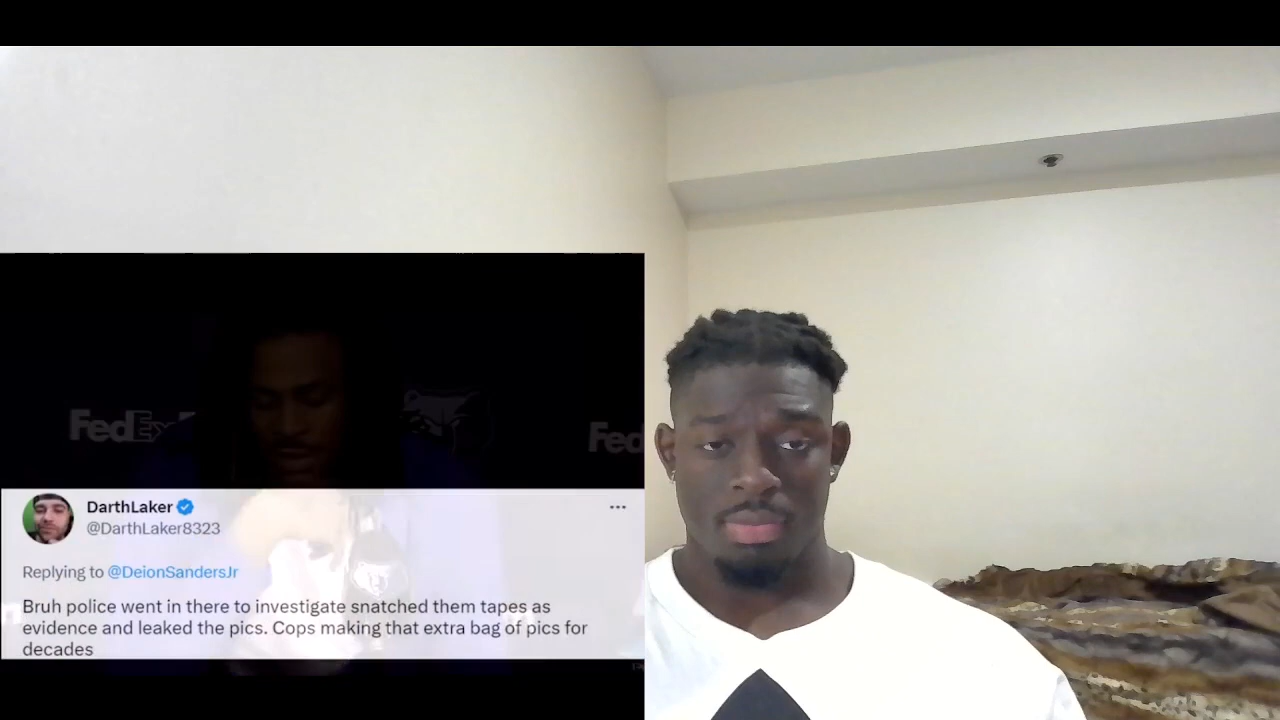 FedEx
Fed
DarthLaker
@DarthLaker8323
Replying to @DeionSandersJr
Bruh police went in there to investigate snatched them tapes as
evidence and leaked the pics. Cops making that extra bag of pics for
decades